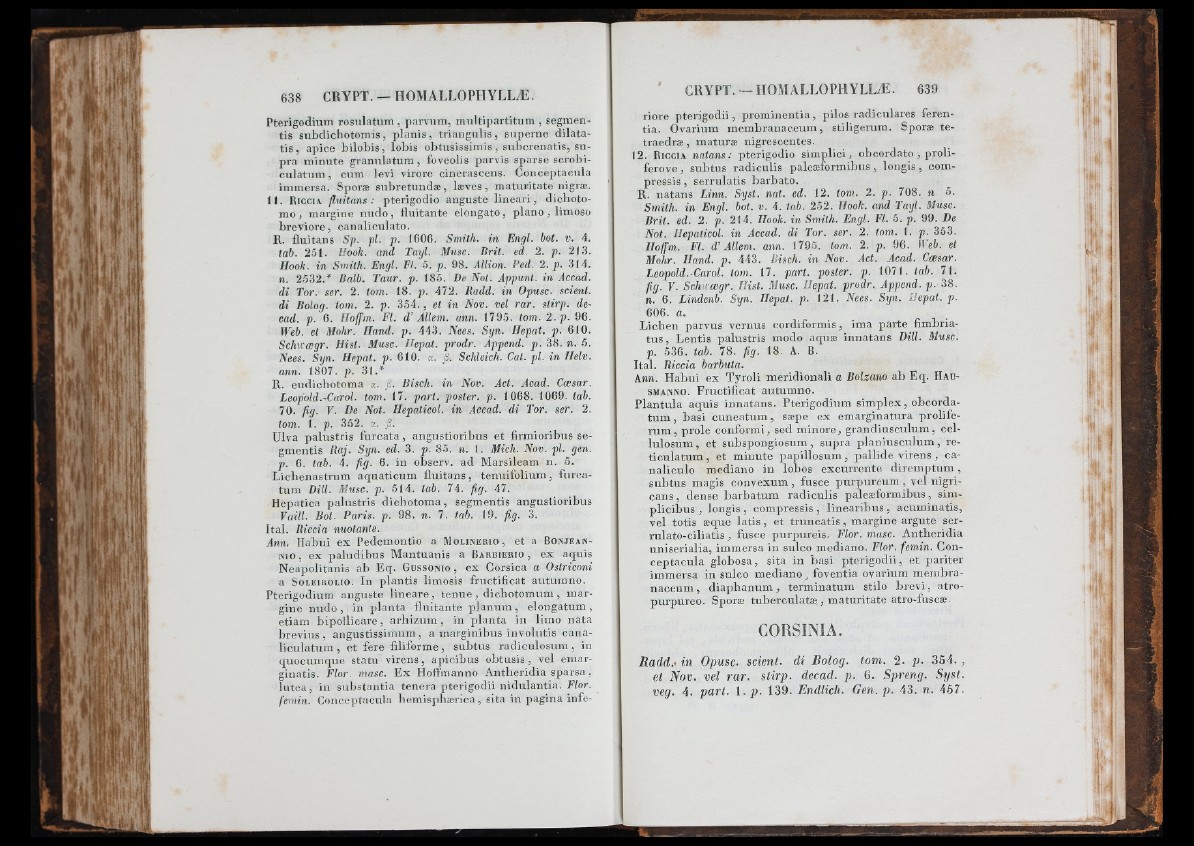 638 CRYPT. — HOMALLOPHYLLÆ.
Pterigodium rosulatum, parvum, multipartitum, segmen-
tis subdichotomis, planis, triangulis, superne dilata-
tis, apice bilobis, lobis obtusissimis, subcrenatis, su-
pra minute granulatum, foveolis parvis sparse scrobi-
culatum, cum levi virore cinerascens. Conceptacula
immersa. Sporæ subretundæ, læves, maturitate nigræ.
11. RICCIA fluitans: pterigodio anguste lineari, dichoto-
mo, margine nudo, fluitante elongato, plano, limoso
breviore, canaliculato.
R. fluitans Sp. pl. p. 1606. Smith. in Engl. bot. v. 4.
tab. 251. Hook. and Tayl. Musc. Brit. ed. 2. p. 213.
Hook. in Smith. Engl. Fl. 5. p. 98. Allion. Ped. 2. p. 314.
n. 2532.* Balb. Taur. p. 185. De Not. Appunt. in Accad.
di Tor. ser. 2. tom. 18. p. 472. Radd. in Opusc. scient.
di Bolog. tom. 2. p. 354., et in Nov. vel rar. stirp. de-
cad. p. 6. Hoffm. Fl. d' Allem. ann. 1795. tom. 2. p. 96.
Web. et Mohr. Hand. p. 443. Nees. Syn. Hepat. p. 610.
Schwægr. Hist. Musc. Hepat. prodr. Append. p. 38. n. 5.
Nees. Syn. Hepat. p. 610. α. β. Schleich. Cat. pl. in Helv.
ann. 1807. p. 31.*
R. eudichotoma α. β. Bisch. in Nov. Act. Acad. Cæsar.
Leopold.-Carol. tom. 17. part. poster. p. 1068. 1069. tab.
70. fig. V. De Not. Hepaticol. in Accad. di Tor. ser. 2.
tom. 1. p. 352. α. β.
Ulva palustris furcata, angustioribus et firmioribus se-
gmentis Raj. Syn. ed. 3. p. 85. n. 1. Mich. Nov. pl. gen.
p. 6. tab. 4. fig. 6. in observ. ad Marsileam n. 5.
Lichenastrum aquaticum fluitans, tenuifolium, furca-
tum Dill. Musc. p. 514. tab. 74. fig. 47.
Hepatica palustris dichotoma, segmentis angustioribus
Vaill. Bot. Paris. p. 98. n. 7. tab. 19. fig. 3.
Ital. Riccia nuotante.
Ann. Habui ex Pedemontio a MOLINERIO, et a BONJEAN-
NIO, ex paludibus Mantuanis a BARBIERIO, ex aquis
Neapolitanis ab Eq. GUSSONIO, ex Corsica a Ostriconi
a SOLEIROLIO. In plantis limosis fructificat autumno.
Pterigodium anguste lineare, tenue, dichotomum, mar-
gine nudo, in planta fluitante planum, elongatum,
etiam bipollicare, arhizum, in planta in limo nata
brevius, angustissimum, a marginibus involutis cana-
liculatum, et fere filiforme, subtus radiculosum, in
quocumque statu virens, apicibus obtusis, vel emar-
ginatis. Flor. masc. Ex Hoffmanno Antheridia sparsa,
lutea, in substantia tenera pterigodii nidulantia. Flor.
femin. Conceptacula hemisphærica, sita in pagina infe-
CRYPT. — HOMALLOPHYLLÆ. 639
riore pterigodii, prominentia, pilos radiculares feren-
tia. Ovarium membranaceum, stiligerum. Sporæ te-
traedræ, maturæ nigrescentes.
12. RICCIA natans: pterigodio simplici, obcordato, proli-
ferove, subtus radiculis paleæformibus, longis, com-
pressis, serrulatis barbato.
R. natans Linn. Syst. nat. ed. 12. tom. 2. p. 708. n 5.
Smith. in Engl. bot. v. 4. tab. 252. Hook. and Tayl. Musc.
Brit. ed. 2. p. 214. Hook. in Smith. Engl. Fl. 5. p. 99. De
Not. Hepaticol. in Accad. di Tor. ser. 2. tom. 1. p. 353.
Hoffm. Fl. d' Allem. ann. 1795. tom. 2. p. 96. Web. et
Mohr. Hand. p. 443. Bisch. in Nov. Act. Acad. Cæsar.
Leopold.-Carol. tom. 17. part. poster. p. 1071. tab. 71.
fig. V. Schwægr. Hist. Musc. Hepat. prodr. Append. p. 38.
n. 6. Lindenb. Syn. Hepat. p. 121. Nees. Syn. Hepat. p.
606. a.
Lichen parvus vernus cordiformis, ima parte fimbria-
tus, Lentis palustris modo aquæ innatans Dill. Musc.
p. 536. tab. 78. fig. 18. A. B.
Ital. Riccia barbuta.
Ann. Habui ex Tyroli meridionali a Bolzano ab Eq. HAU-
SMANNO. Fructificat autumno.
Plantula aquis innatans. Pterigodium simplex, obcorda-
tum, basi cuneatum, sæpe ex emarginatura prolife-
rum, prole conformi, sed minore, grandiusculum, cel-
lulosum, et subspongiosum, supra planiusculum, re-
ticulatum, et minute papillosum, pallide virens, ca-
naliculo mediano in lobos excurrente diremptum,
subtus magis convexum, fusce purpureum, vel nigri-
cans, dense barbatum radiculis paleæformibus, sim-
plicibus, longis, compressis, linearibus, acuminatis,
vel totis æque latis, et truncatis, margine argute ser-
rulato-ciliatis, fusce purpureis. Flor. masc. Antheridia
uniserialia, immersa in sulco mediano. Flor. femin. Con-
ceptacula globosa, sita in basi pterigodii, et pariter
immersa in sulco mediano, foventia ovarium membra-
naceum, diaphanum, terminatum stilo brevi, atro-
purpureo. Sporæ tuberculatæ, maturitate atro-fuscæ.
CORSINIA.
Radd. in Opusc. scient. di Bolog. tom. 2. p. 354.,
et Nov. vel rar. stirp. decad. p. 6. Spreng. Syst.
veg. 4. part. 1. p. 139. Endlich. Gen. p. 43. n. 457.